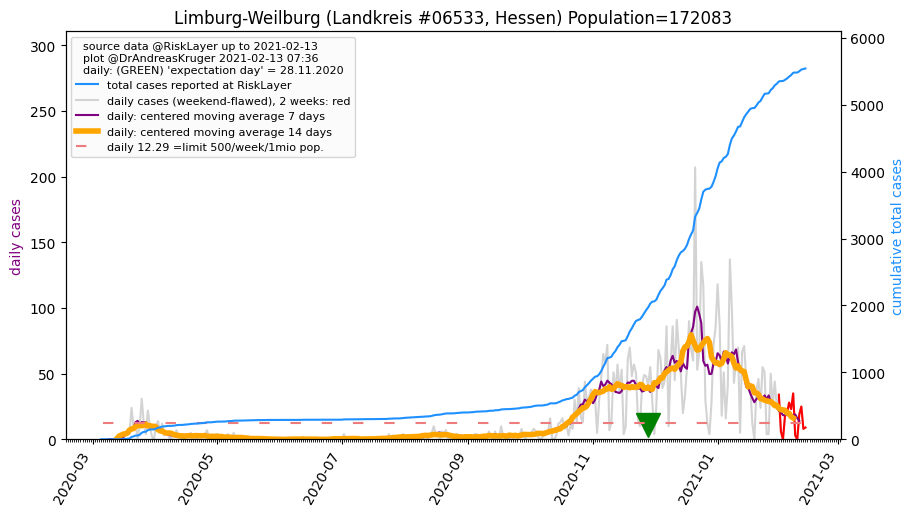 Limburg-Weilburg (Landkreis #06533, Hessen) Population=172083
source data @RiskLayer up to 2021-02-13
plot @DrAndreasKruger 2021-02-13 07:36
daily: (GREEN) 'expectation day' = 28.11.2020
total cases reported at RiskLayer
daily cases (weekend-flawed), 2 weeks: red
daily: centered moving average 7 days
daily: centered moving average 14 days
daily 12.29 =limit 500/week/1mio pop.
daily cases
300
250
200
150
100
50
0
cumulative total cases
6000
5000
4000
3000
2000
1000
0
2020-03
2020-05
2020-07
2020-09
2020-11
2021-01
2021-03